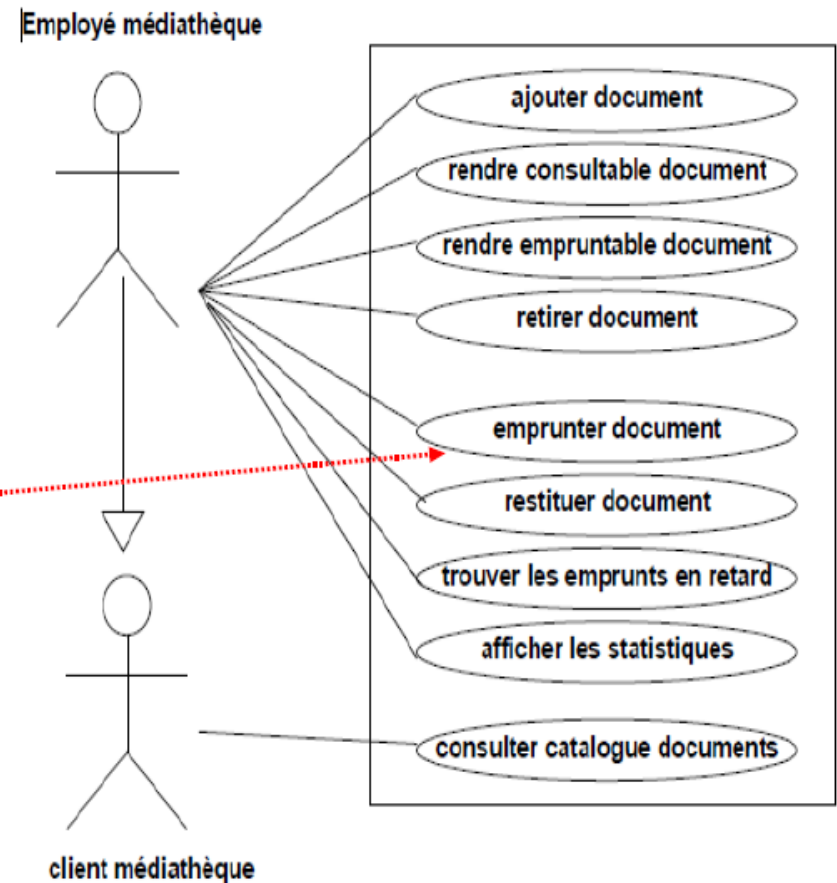 Employé médiathèque
ajouter document
rendre consultable document
rendre empruntable document
retirer document
emprunter document
restituer document
trouver les emprunts en retard
afficher les statistiques
consulter catalogue documents
client médiathèque